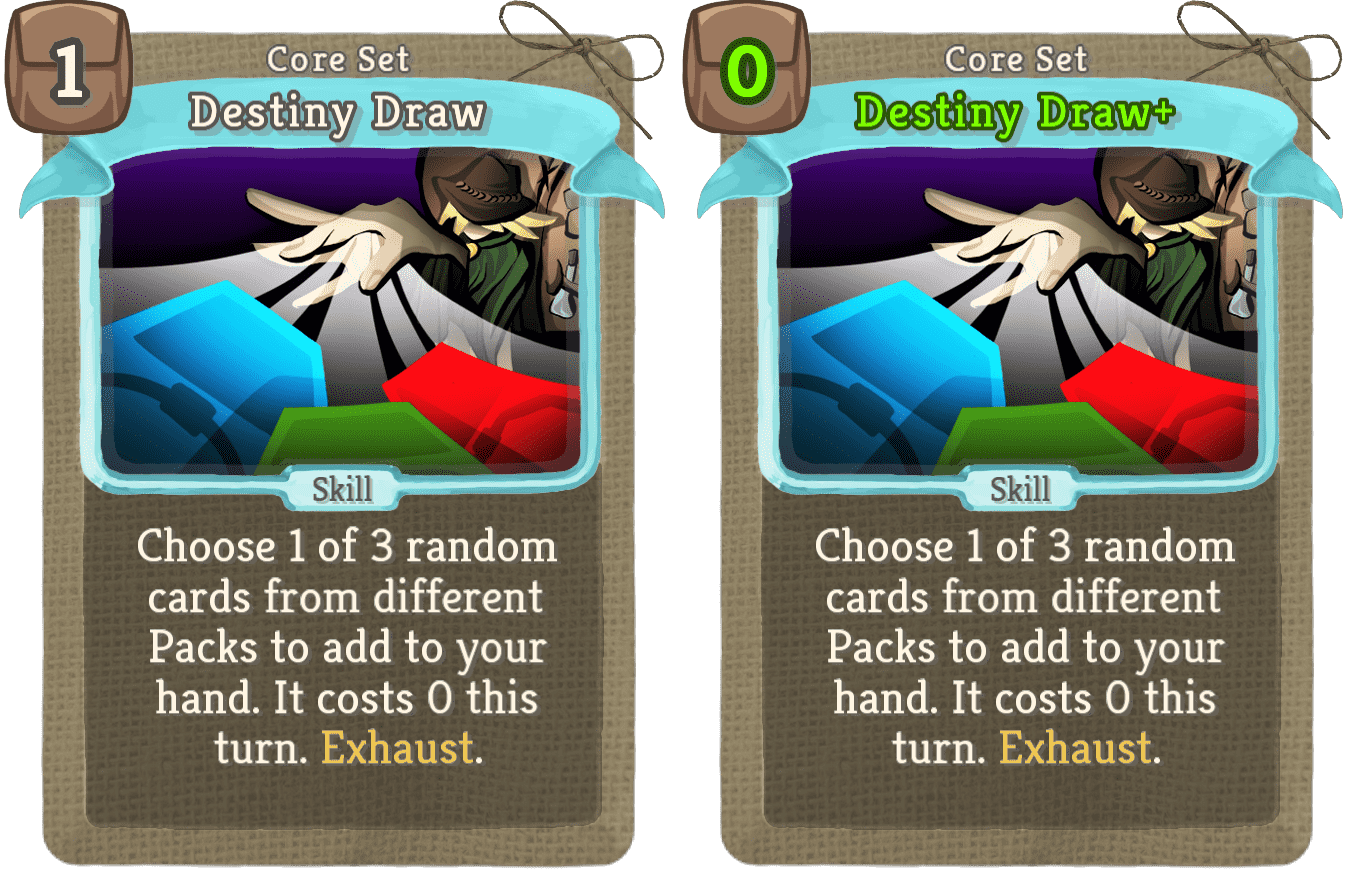 1
Core Set
Destiny Draw
Skill
Choose 1 of 3 random
cards from different
Packs to add to your
hand. It costs 0 this
turn. Exhaust.
0
Core Set
Destiny Draw+
Skill
Choose 1 of 3 random
cards from different
Packs to add to your
hand. It costs 0 this
turn. Exhaust.